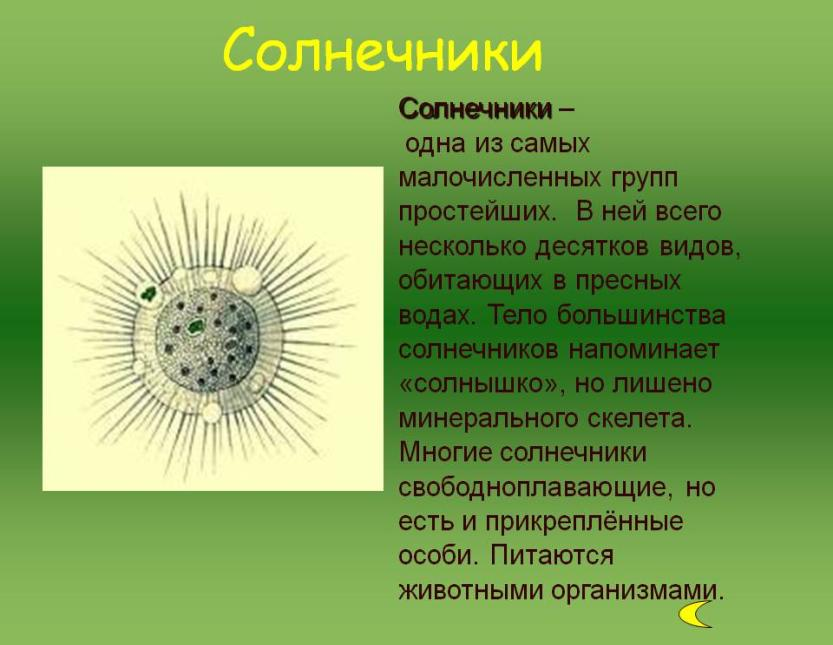 Солнечники
Солнечники –
одна из самых
малочисленных групп
простейших. В ней всего
несколько десятков видов,
обитающих в пресных
водах. Тело большинства
солнечников напоминает
«солнышко», но лишено
минерального скелета.
Многие солнечники
свободноплавающие, но
есть и прикреплённые
особи. Питаются
животными организмами.